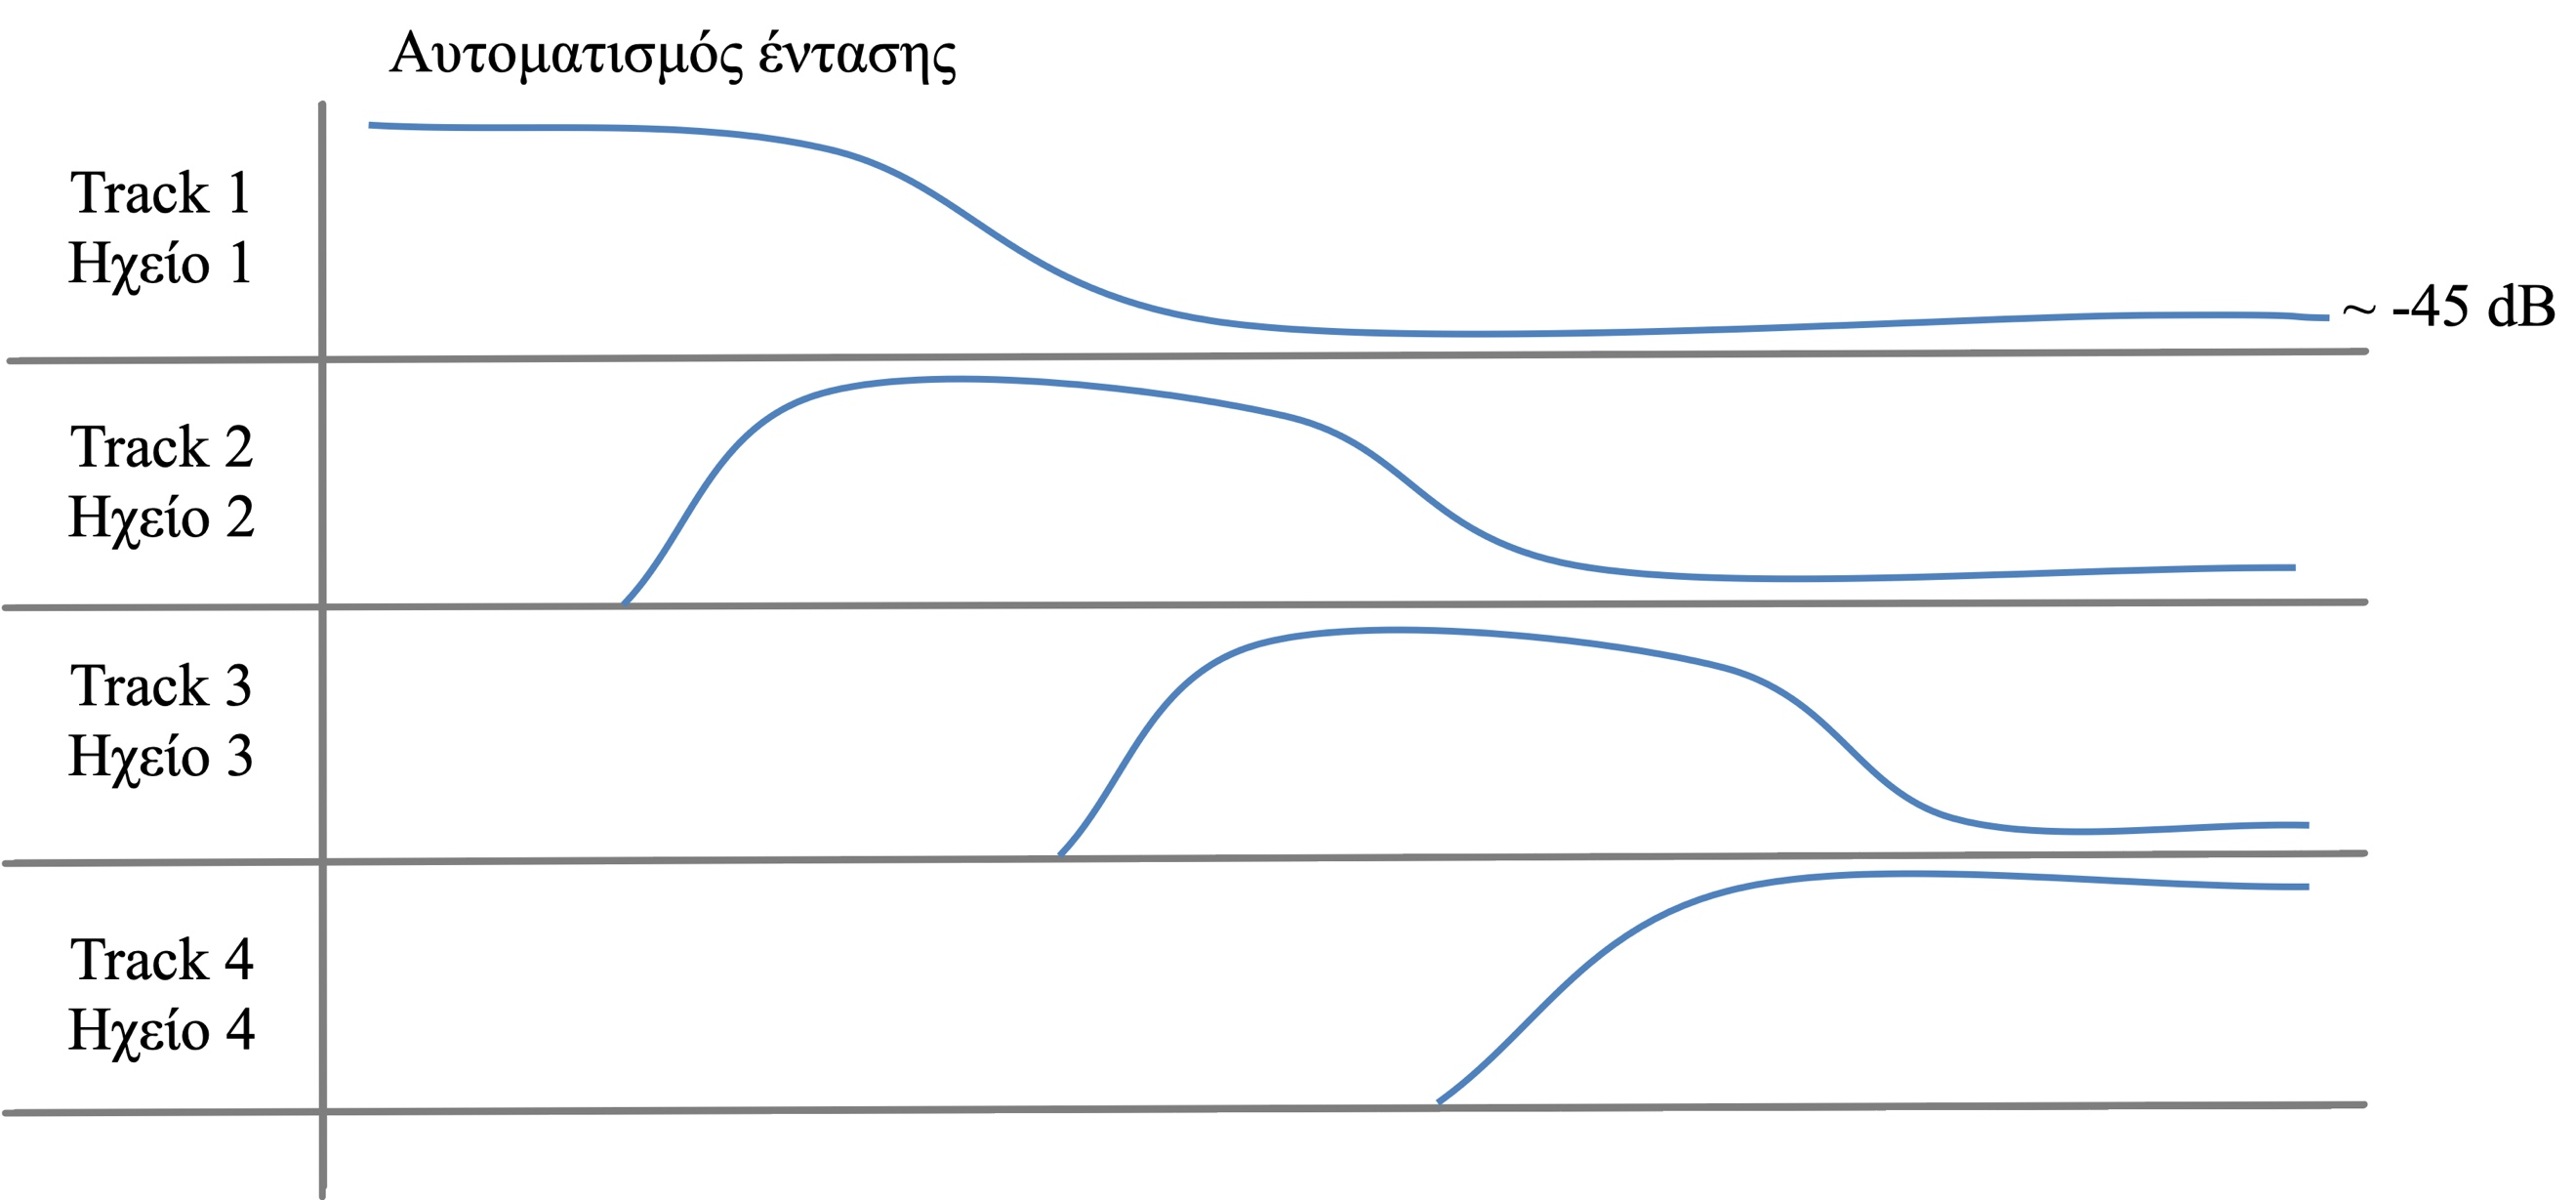 Αυτοματισμός έντασης
Track 1
Ηχείο 1
~ -45 dB
Track 2
Ηχείο 2
Track 3
Ηχείο 3
Track 4
Ηχείο 4